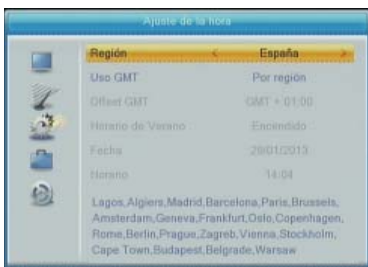 Ajuste de la hora
Región < España >
Uso GMT Por región
Offset GMT GMT + 01:00
Horario de Verano Encendido
Fecha 29/01/2013
Horario 14:04
Lagos,Algiers,Madrid,Barcelona,Paris,Brussels,
Amsterdam,Geneva,Frankfurt,Oslo,Copenhagen,
Rome,Berlin,Prague,Zagreb,Vienna,Stockholm,
Cape Town,Budapest,Belgrade,Warsaw